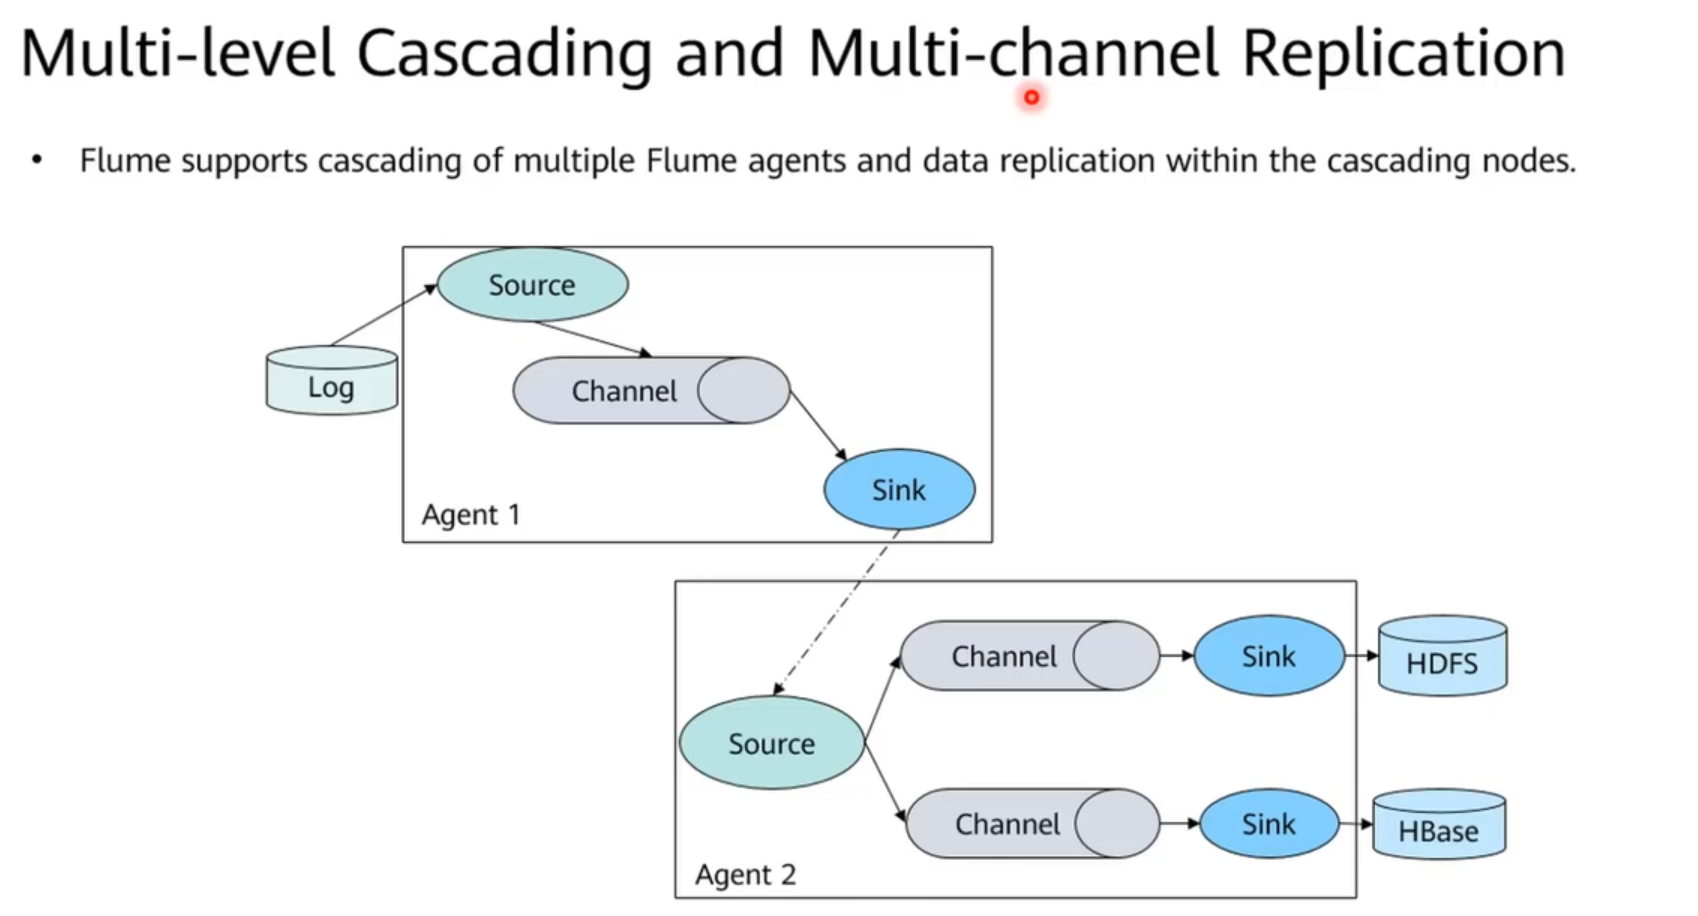 Multi-level Cascading and Multi-channel Replication
• Flume supports cascading of multiple Flume agents and data replication within the cascading nodes.
Source
Log
Channel
Sink
Agent 1
Channel
Sink
HDFS
Source
Channel
Sink
HBase
Agent 2